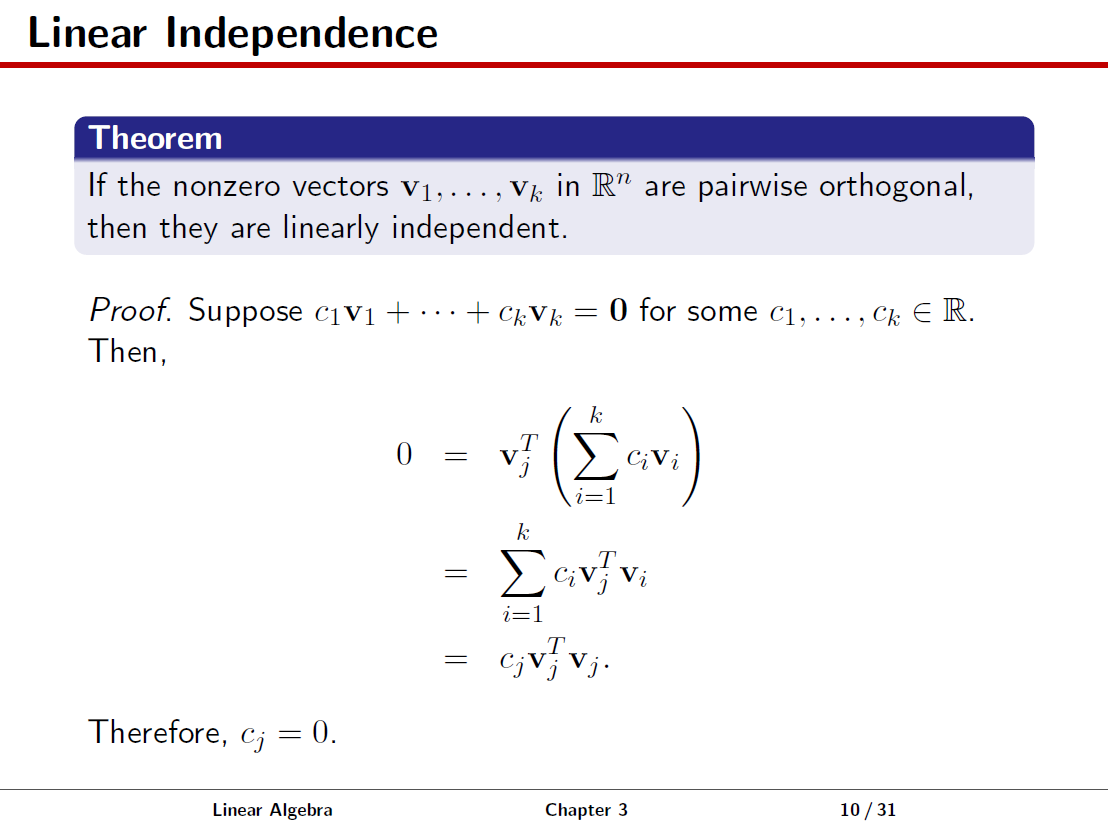 Linear Independence
Theorem
If the nonzero vectors v₁, . . . , vₖ in ℝⁿ are pairwise orthogonal,
then they are linearly independent.
Proof. Suppose c₁v₁ + · · · + cₖvₖ = 0 for some c₁, . . . , cₖ ∈ ℝ.
Then,
0 = vⱼᵀ (∑ᵢ₌₁ᵏ cᵢvᵢ)
= ∑ᵢ₌₁ᵏ cᵢvⱼᵀvᵢ
= cⱼvⱼᵀvⱼ.
Therefore, cⱼ = 0.
Linear Algebra Chapter 3 10 / 31